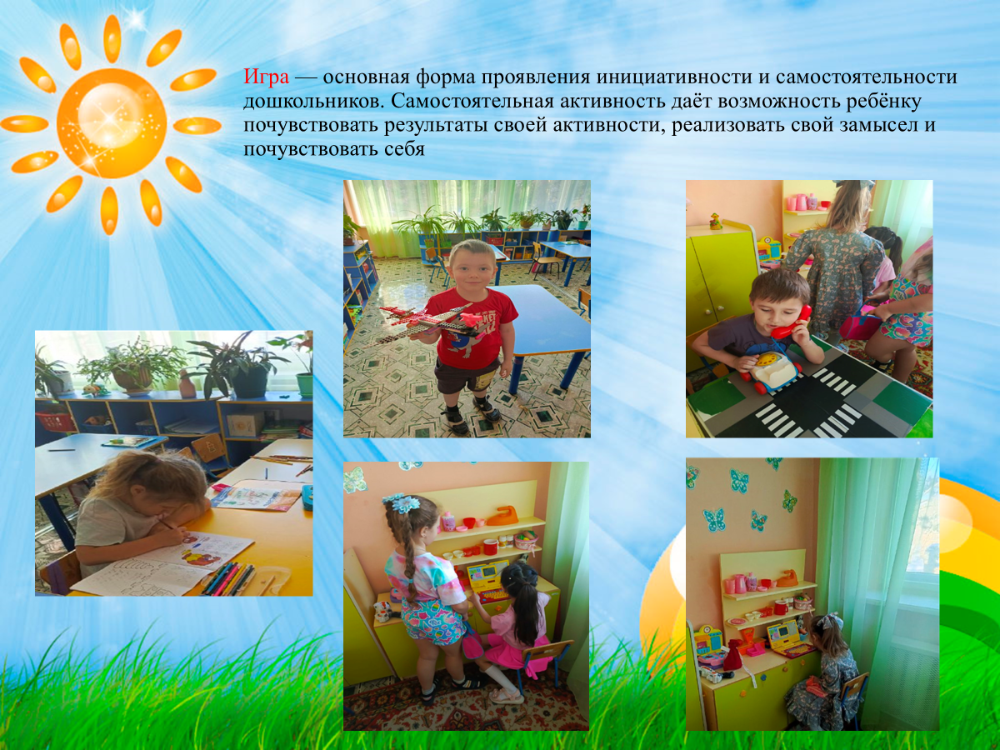 Игра — основная форма проявления инициативности и самостоятельности
дошкольников. Самостоятельная активность даёт возможность ребёнку
почувствовать результаты своей активности, реализовать свой замысел и
почувствовать себя